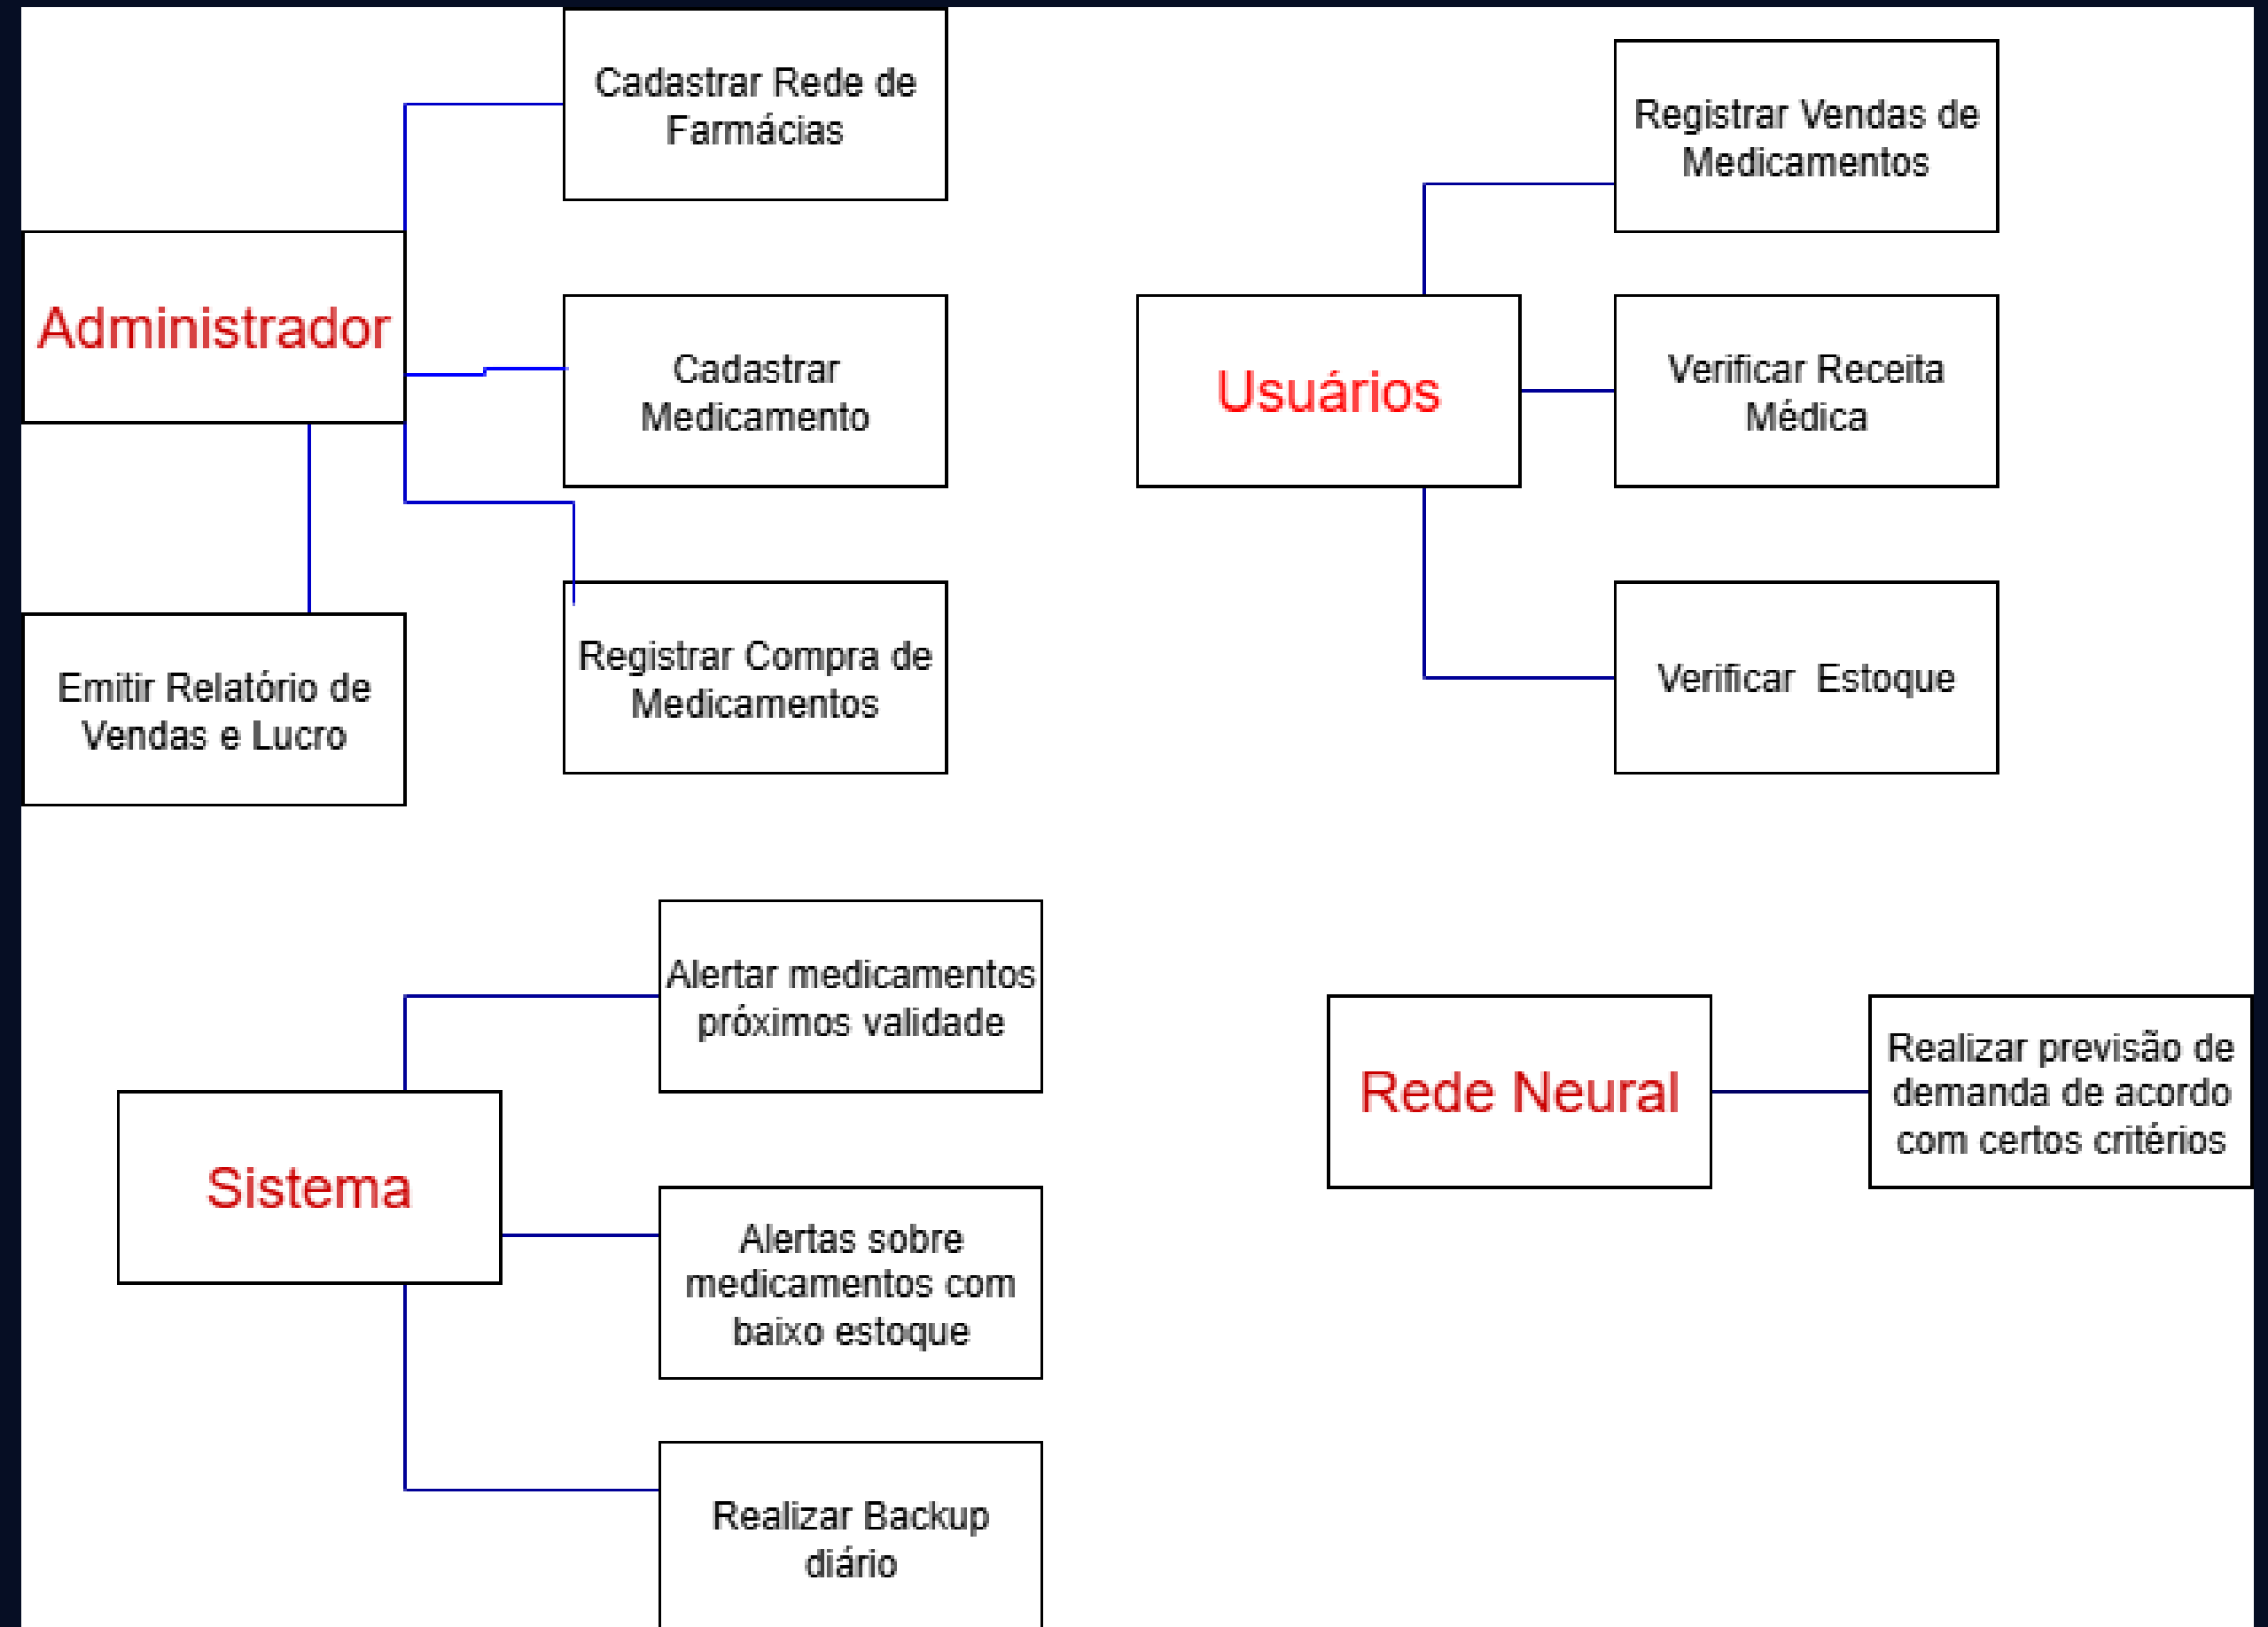 Cadastrar Rede de
Farmácias
Administrador
Cadastrar
Medicamento
Registrar Compra de
Medicamentos
Emitir Relatório de
Vendas e Lucro
Registrar Vendas de
Medicamentos
Usuários
Verificar Receita
Médica
Verificar Estoque
Alertar medicamentos
próximos validade
Sistema
Alertas sobre
medicamentos com
baixo estoque
Realizar Backup
diário
Rede Neural
Realizar previsão de
demanda de acordo
com certos critérios